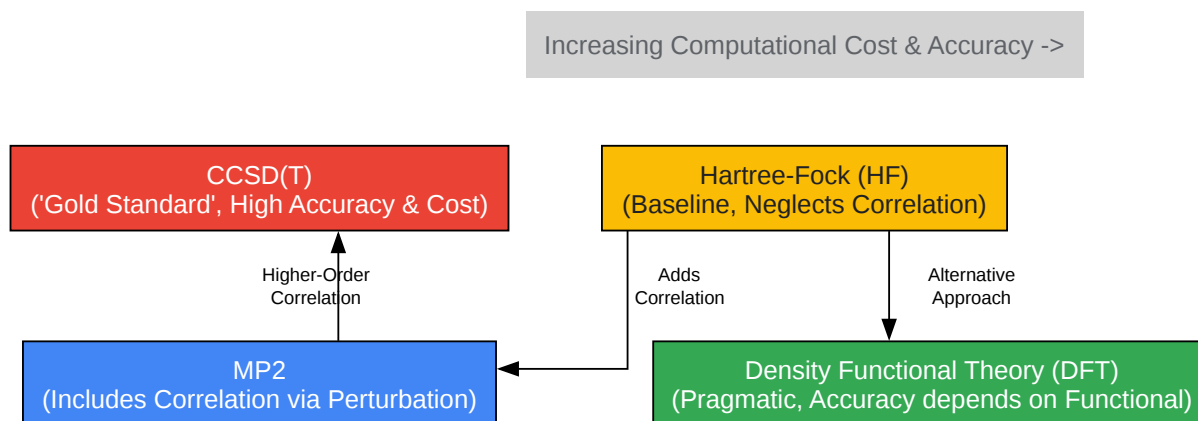 Increasing Computational Cost & Accuracy ->
CCSD(T)
('Gold Standard', High Accuracy & Cost)
Hartree-Fock (HF)
(Baseline, Neglects Correlation)
Higher-Order
Correlation
Adds
Correlation
Alternative
Approach
MP2
(Includes Correlation via Perturbation)
Density Functional Theory (DFT)
(Pragmatic, Accuracy depends on Functional)